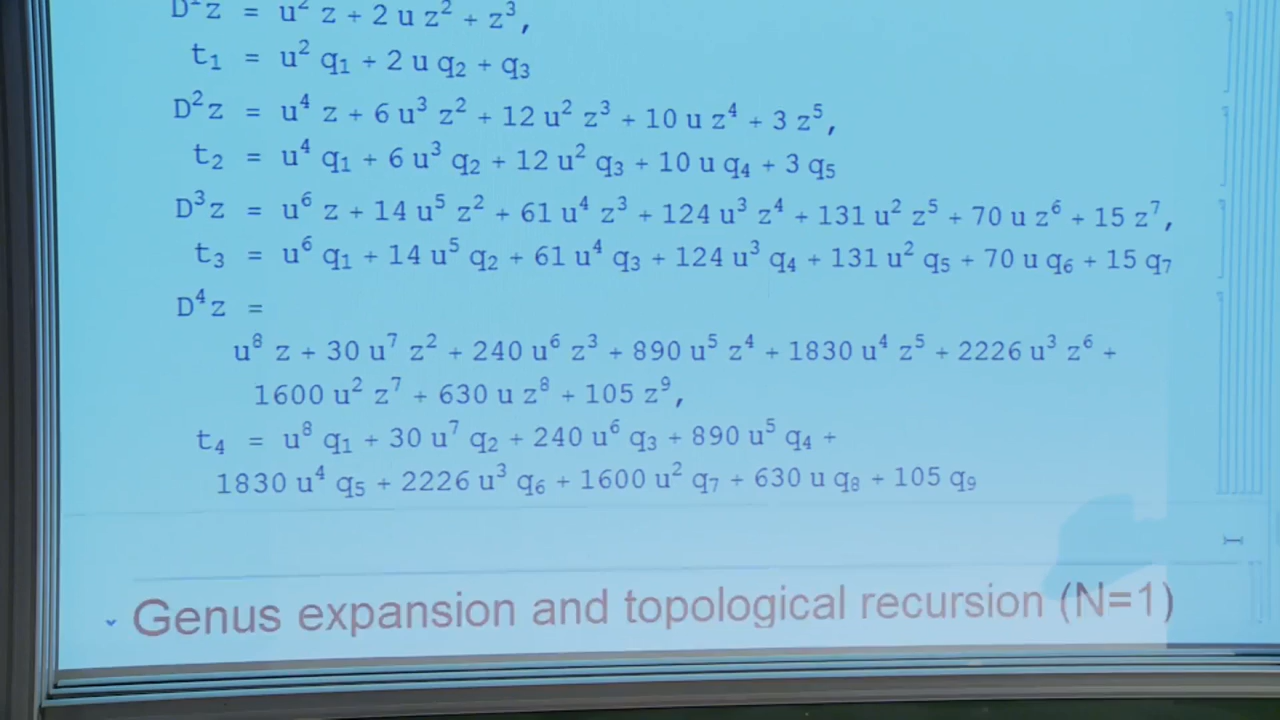 D¹z = u² z + 2 u z² + z³,
t₁ = u² q₁ + 2 u q₂ + q₃
D²z = u⁴ z + 6 u³ z² + 12 u² z³ + 10 u z⁴ + 3 z⁵,
t₂ = u⁴ q₁ + 6 u³ q₂ + 12 u² q₃ + 10 u q₄ + 3 q₅
D³z = u⁶ z + 14 u⁵ z² + 61 u⁴ z³ + 124 u³ z⁴ + 131 u² z⁵ + 70 u z⁶ + 15 z⁷,
t₃ = u⁶ q₁ + 14 u⁵ q₂ + 61 u⁴ q₃ + 124 u³ q₄ + 131 u² q₅ + 70 u q₆ + 15 q₇
D⁴z =
u⁸ z + 30 u⁷ z² + 240 u⁶ z³ + 890 u⁵ z⁴ + 1830 u⁴ z⁵ + 2226 u³ z⁶ +
1600 u² z⁷ + 630 u z⁸ + 105 z⁹,
t₄ = u⁸ q₁ + 30 u⁷ q₂ + 240 u⁶ q₃ + 890 u⁵ q₄ +
1830 u⁴ q₅ + 2226 u³ q₆ + 1600 u² q₇ + 630 u q₈ + 105 q₉
Genus expansion and topological recursion (N=1)